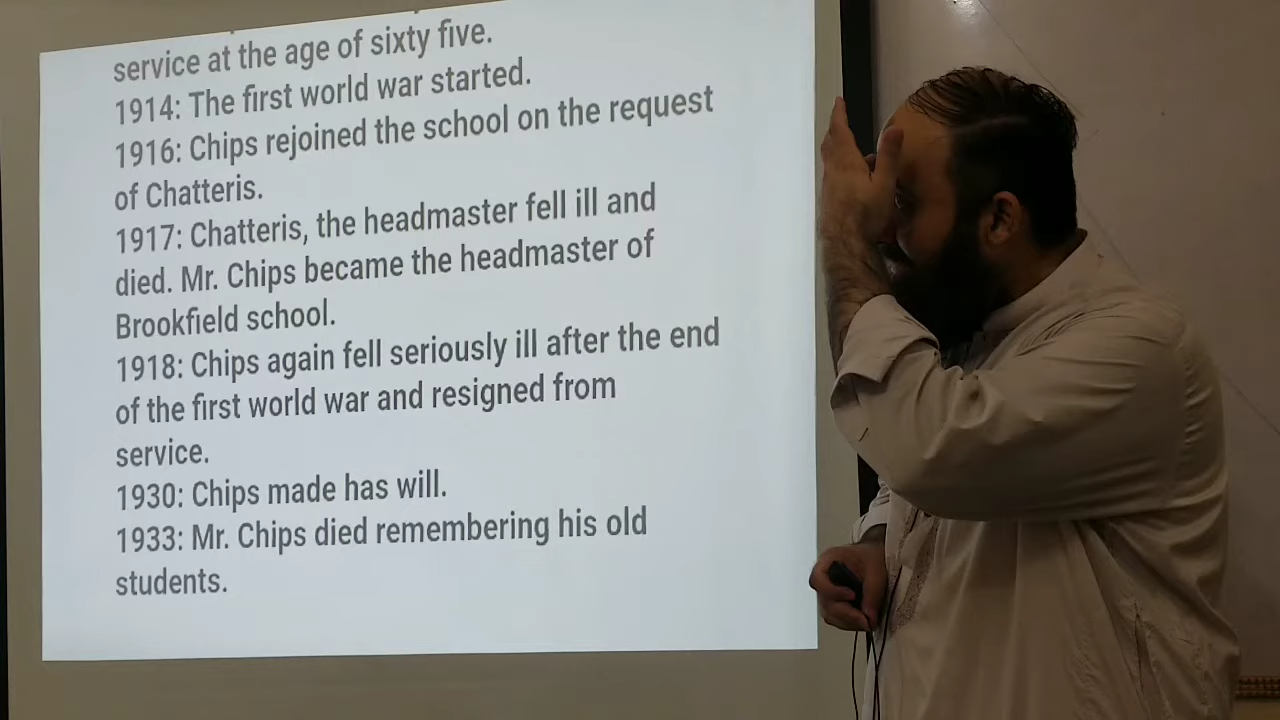 service at the age of sixty five.
1914: The first world war started.
1916: Chips rejoined the school on the request
of Chatteris.
1917: Chatteris, the headmaster fell ill and
died. Mr. Chips became the headmaster of
Brookfield school.
1918: Chips again fell seriously ill after the end
of the first world war and resigned from
service.
1930: Chips made has will.
1933: Mr. Chips died remembering his old
students.